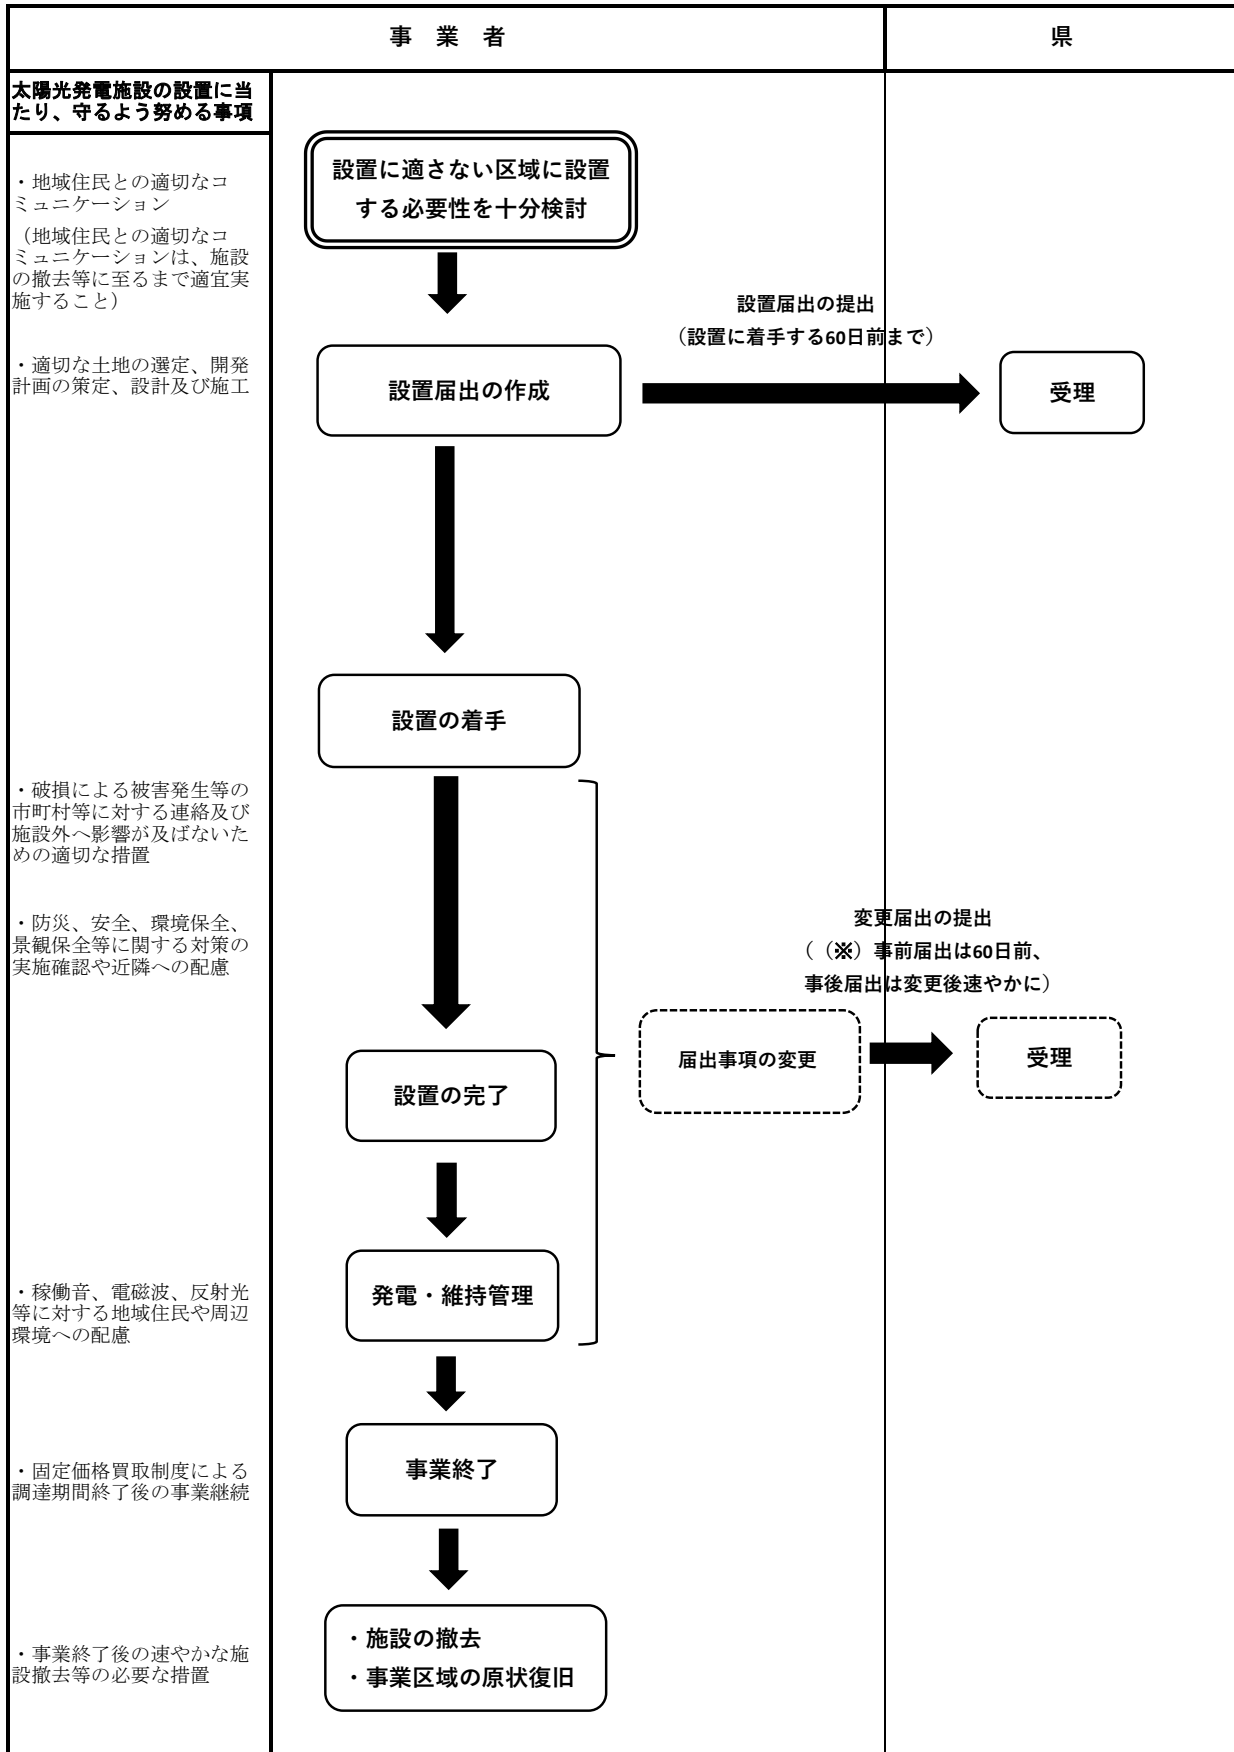 事 業 者
県
太陽光発電施設の設置に当
たり、守るよう努める事項
・地域住民との適切なコ
ミュニケーション
（地域住民との適切なコ
ミュニケーションは、施設
の撤去等に至るまで適宜実
施すること）
・適切な土地の選定、開発
計画の策定、設計及び施工
・破損による被害発生等の
市町村等に対する連絡及び
施設外へ影響が及ばないた
めの適切な措置
・防災、安全、環境保全、
景観保全等に関する対策の
実施確認や近隣への配慮
・稼働音、電磁波、反射光
等に対する地域住民や周辺
環境への配慮
・固定価格買取制度による
調達期間終了後の事業継続
・事業終了後の速やかな施
設撤去等の必要な措置
設置に適さない区域に設置
する必要性を十分検討
設置届出の提出
（設置に着手する60日前まで）
設置届出の作成
受理
設置の着手
変更届出の提出
（（※）事前届出は60日前、
事後届出は変更後速やかに）
届出事項の変更
受理
設置の完了
発電・維持管理
事業終了
・施設の撤去
・事業区域の原状復旧